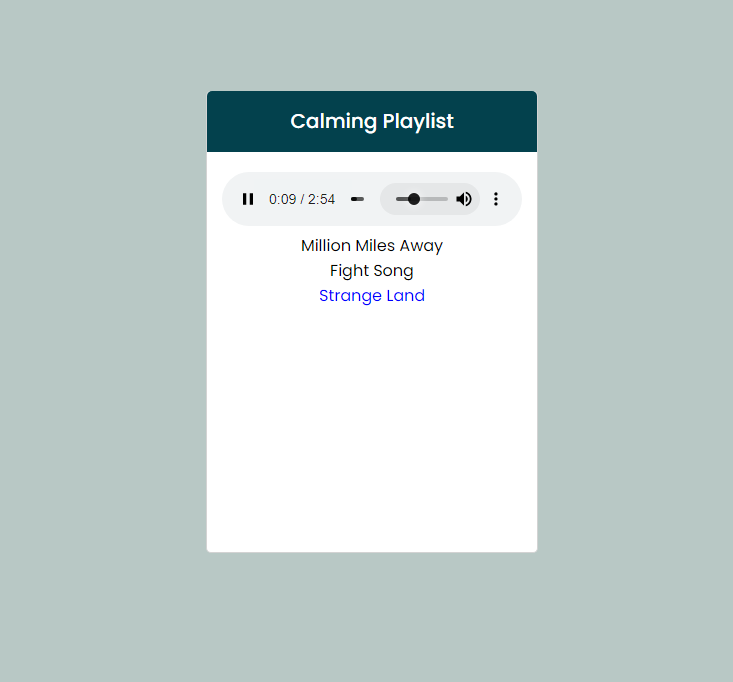 Calming Playlist
0:09 / 2:54
Million Miles Away
Fight Song
Strange Land